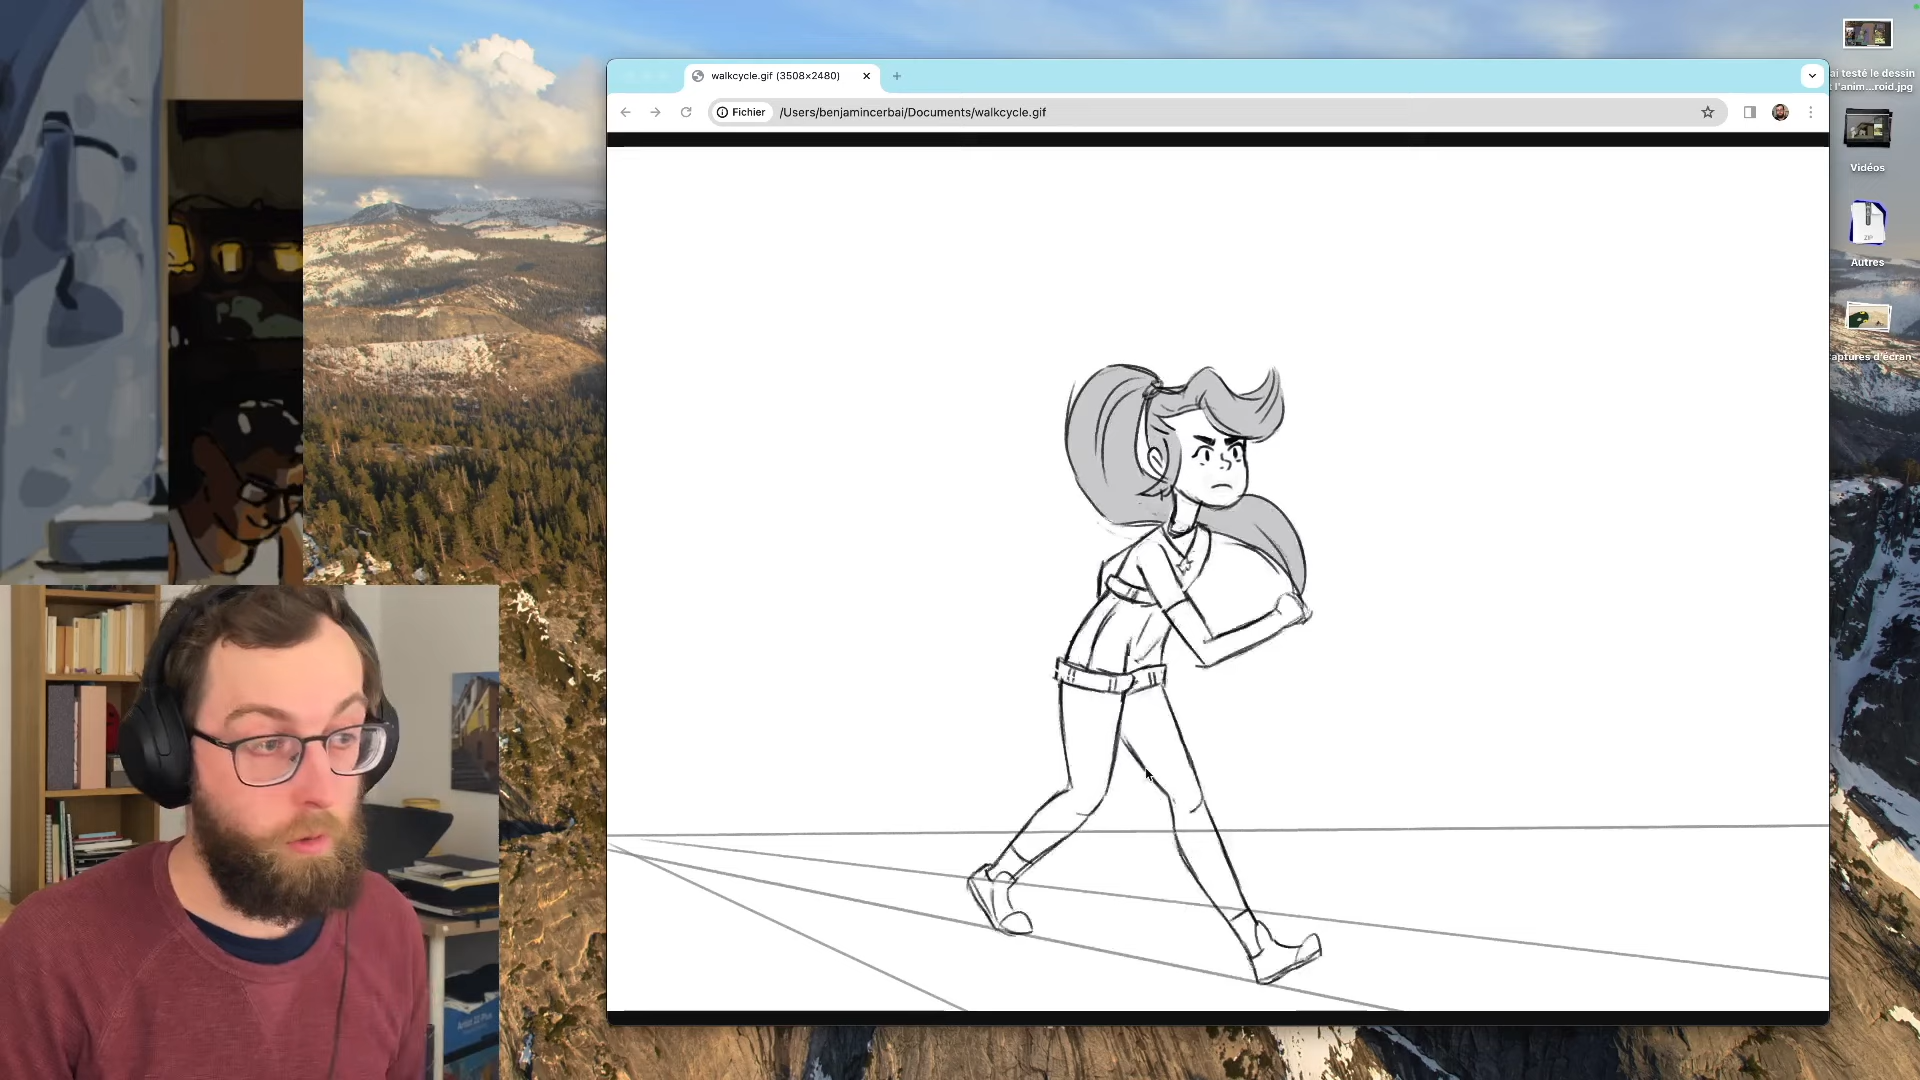 walkcycle.gif (3508×2480)
Fichier
/Users/benjamincerbai/Documents/walkcycle.gif
ai testé le dessin
l'anim...roid.jpg
Vidéos
ZIP
Autres
aptures d'écran